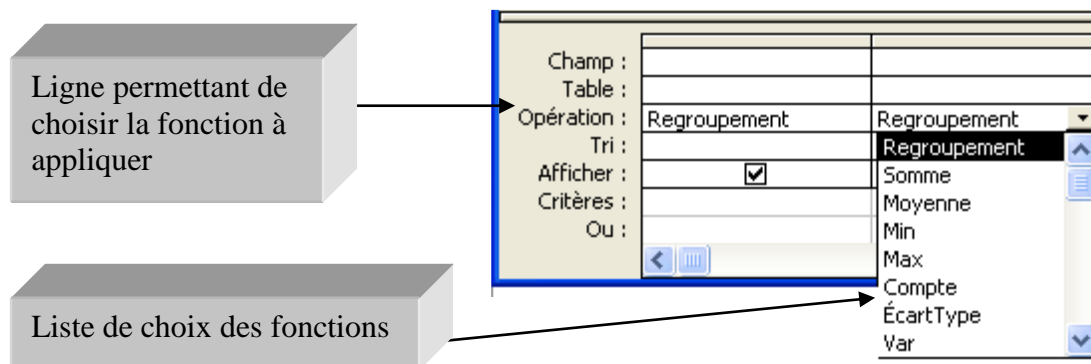 Ligne permettant de
choisir la fonction à
appliquer
Champ :
Table :
Opération : Regroupement Regroupement
Tri :
Afficher :
Critères :
Ou :
Regroupement
Somme
Moyenne
Min
Max
Compte
ÉcartType
Var
Liste de choix des fonctions